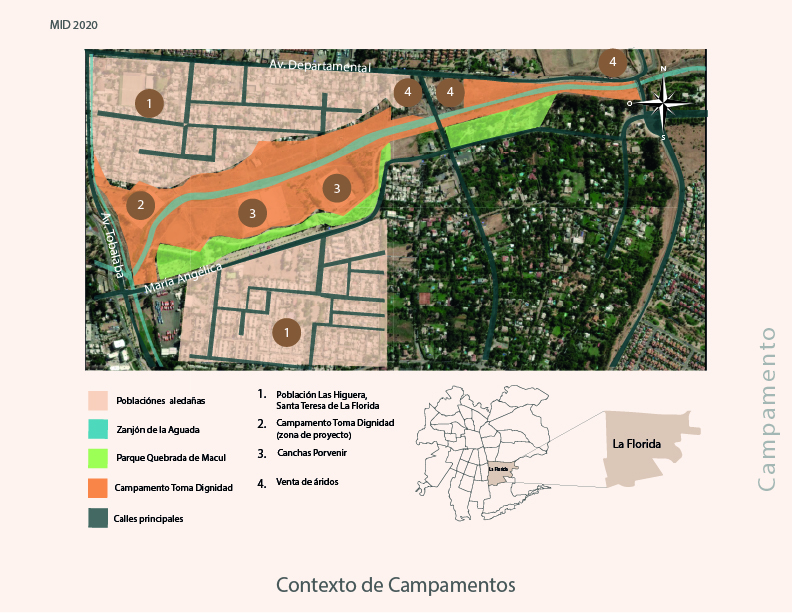 MID 2020
Av. Departamental
4
4
4
N
O
S
1
2
3
3
Av. Tobalaba
María Angélica
1
Poblaciónes aledañas
Zanjón de la Aguada
Parque Quebrada de Macul
Campamento Toma Dignidad
Calles principales
1. Población Las Higuera,
Santa Teresa de La Florida
2. Campamento Toma Dignidad
(zona de proyecto)
3. Canchas Porvenir
4. Venta de áridos
La Florida
La Florida
Campamento
Contexto de Campamentos